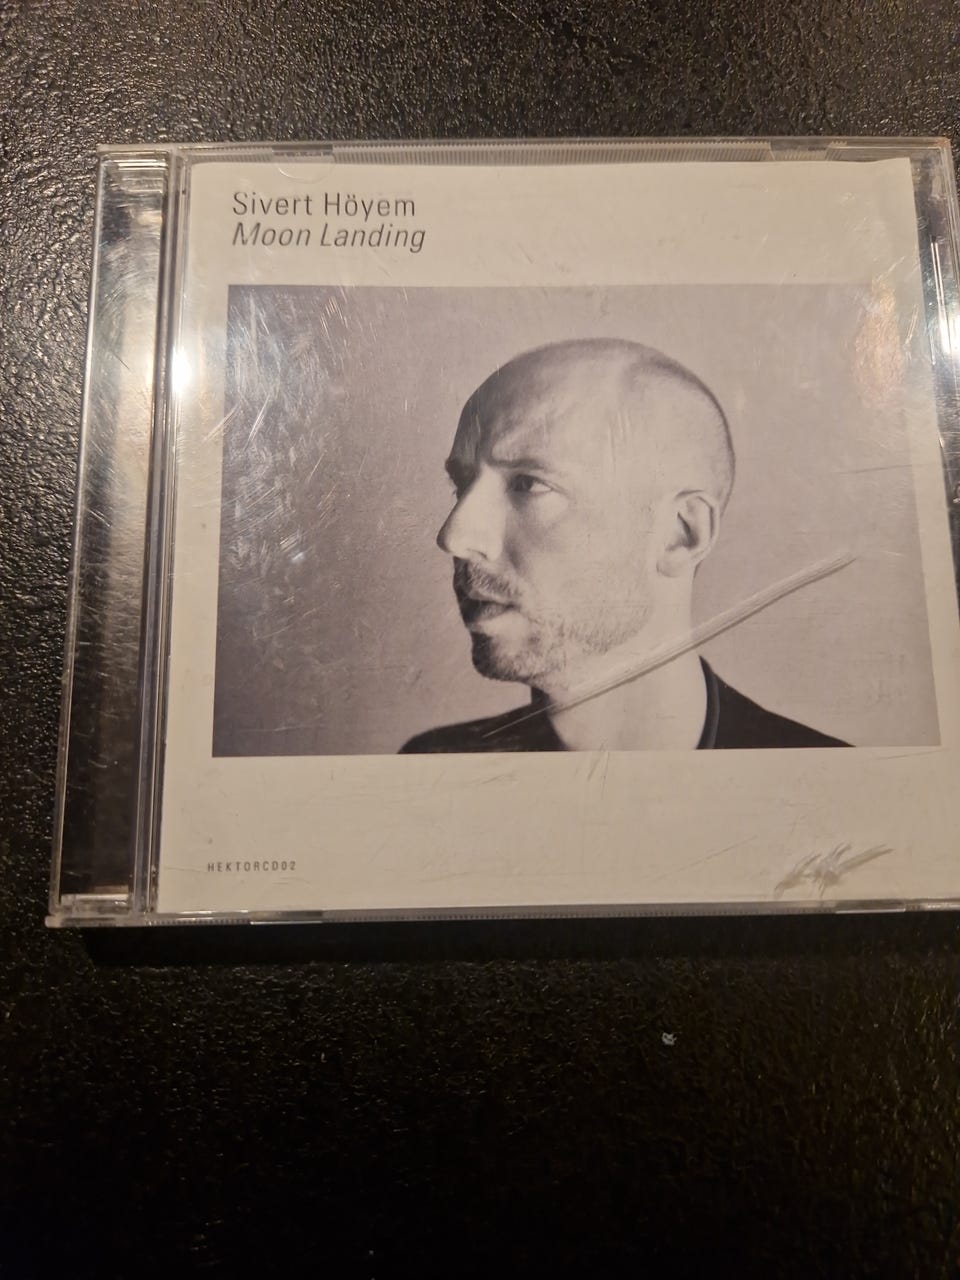 Sivert Höyem
Moon Landing
HEKTORCD02